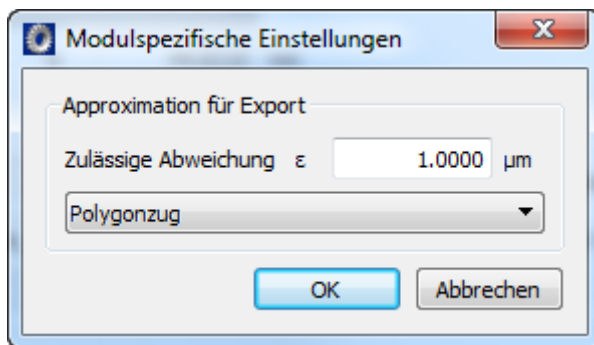 Modulspezifische Einstellungen
Approximation für Export
Zulässige Abweichung ε 1.0000 µm
Polygonzug
OK Abbrechen